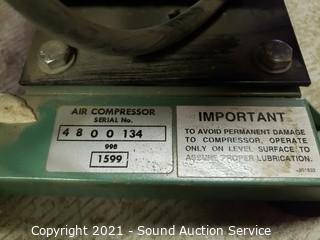 AIR COMPRESSOR
SERIAL No.
4800134
998
1599
IMPORTANT
TO AVOID PERMANENT DAMAGE
TO COMPRESSOR, OPERATE
ONLY ON LEVEL SURFACE TO
ASSURE PROPER LUBRICATION.
Copyright 2021 - Sound Auction Service